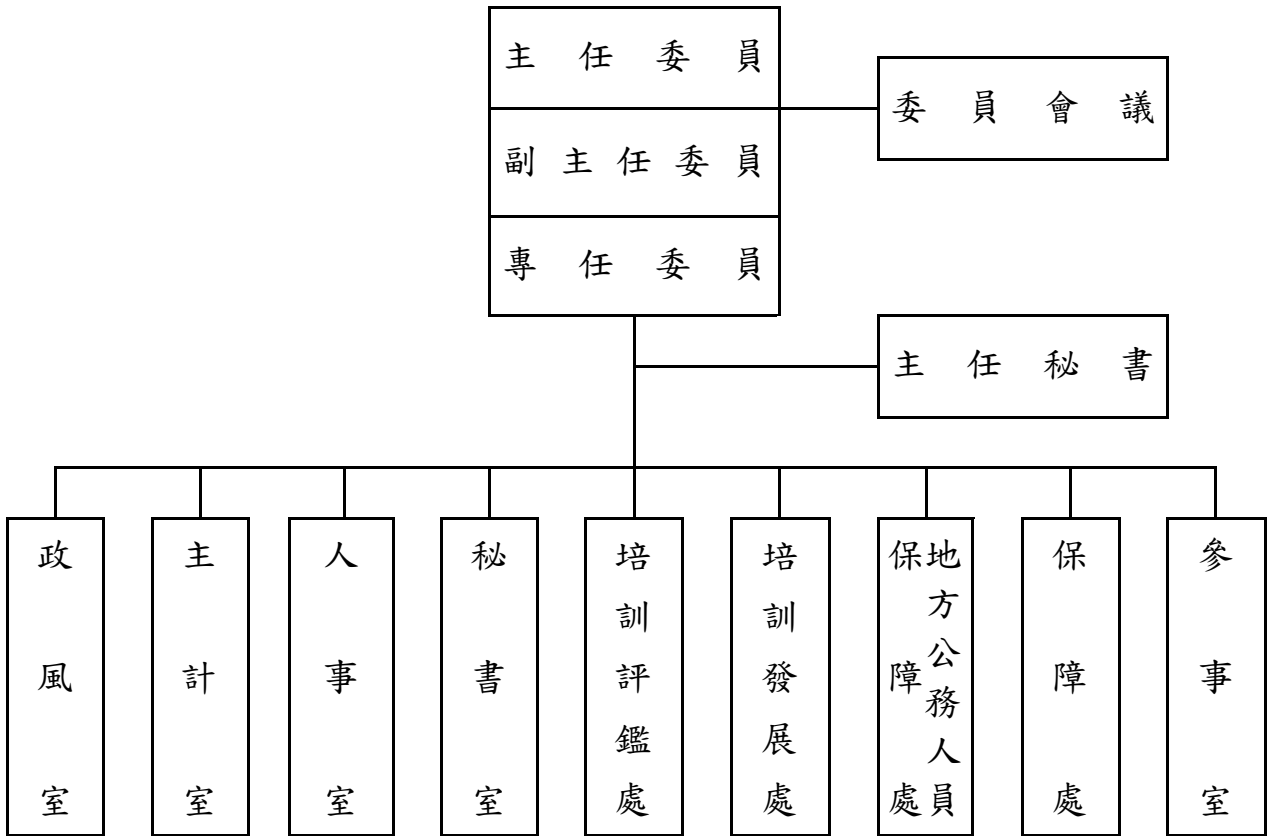 主任委員
委員會議
副主任委員
專任委員
主任秘書
參事室
保障處
地方公務人員
保障處
培訓發展處
培訓評鑑處
秘書室
人事室
主計室
政風室